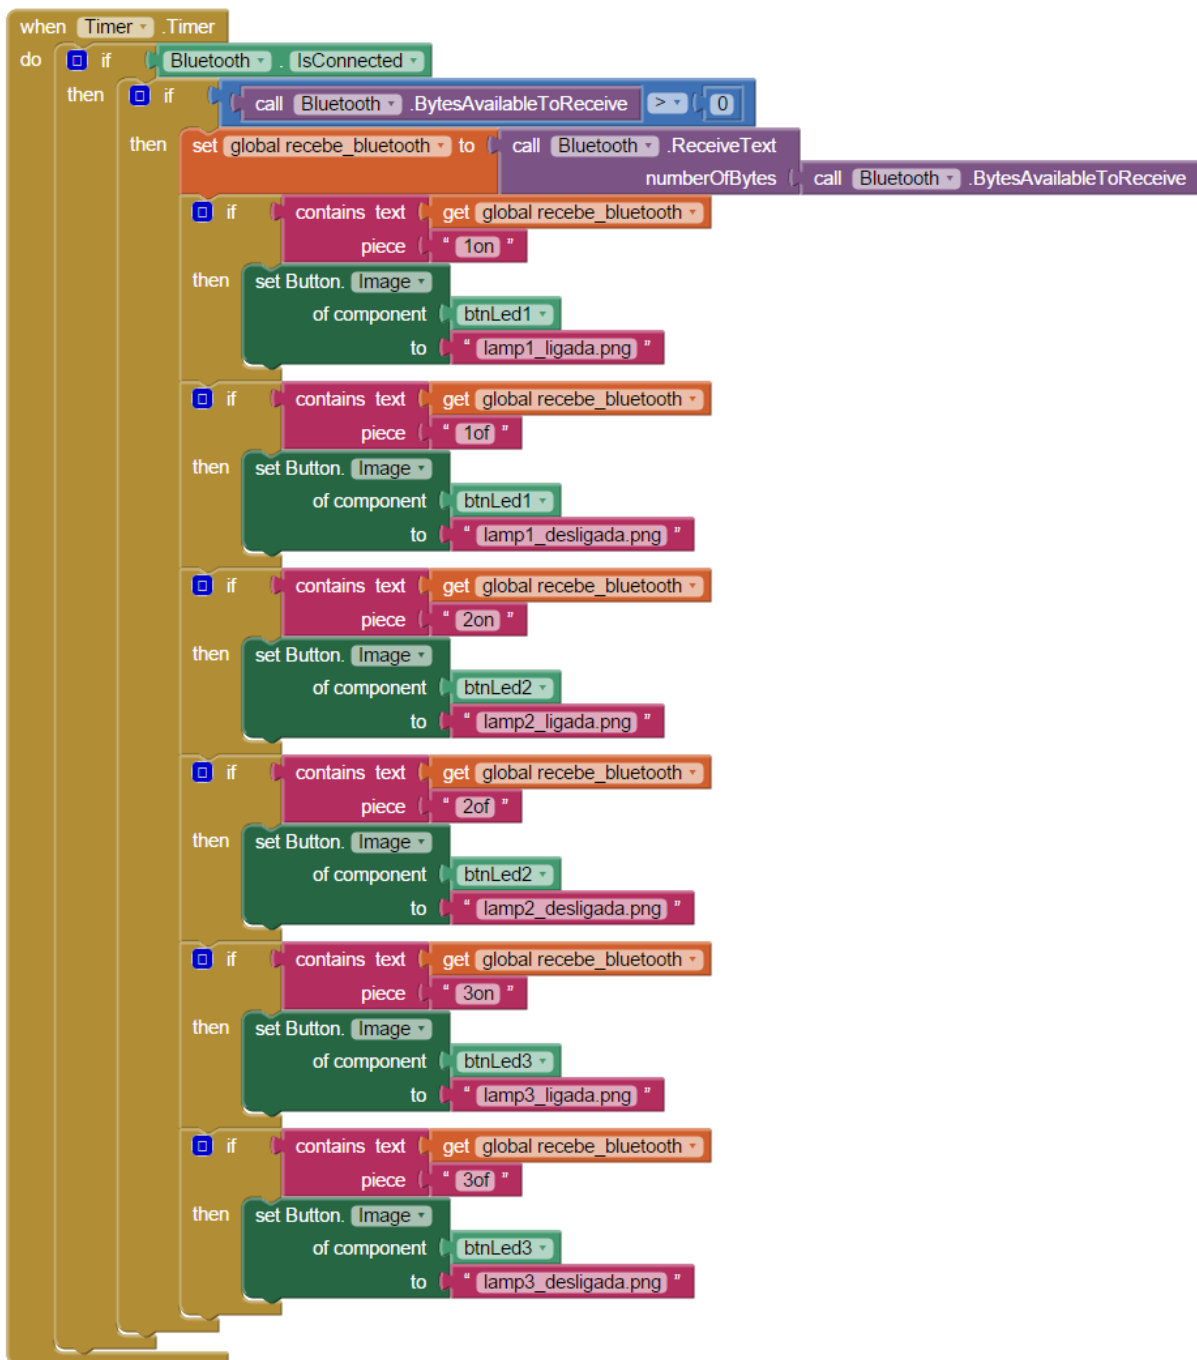 when Timer .Timer
do if Bluetooth . IsConnected
then if call Bluetooth .BytesAvailableToReceive > 0
then set global recebe_bluetooth to call Bluetooth .ReceiveText
numberOfBytes call Bluetooth .BytesAvailableToReceive
if contains text get global recebe_bluetooth
piece " 1on "
then set Button. Image
of component btnLed1
to " lamp1_ligada.png "
if contains text get global recebe_bluetooth
piece " 1of "
then set Button. Image
of component btnLed1
to " lamp1_desligada.png "
if contains text get global recebe_bluetooth
piece " 2on "
then set Button. Image
of component btnLed2
to " lamp2_ligada.png "
if contains text get global recebe_bluetooth
piece " 2of "
then set Button. Image
of component btnLed2
to " lamp2_desligada.png "
if contains text get global recebe_bluetooth
piece " 3on "
then set Button. Image
of component btnLed3
to " lamp3_ligada.png "
if contains text get global recebe_bluetooth
piece " 3of "
then set Button. Image
of component btnLed3
to " lamp3_desligada.png "